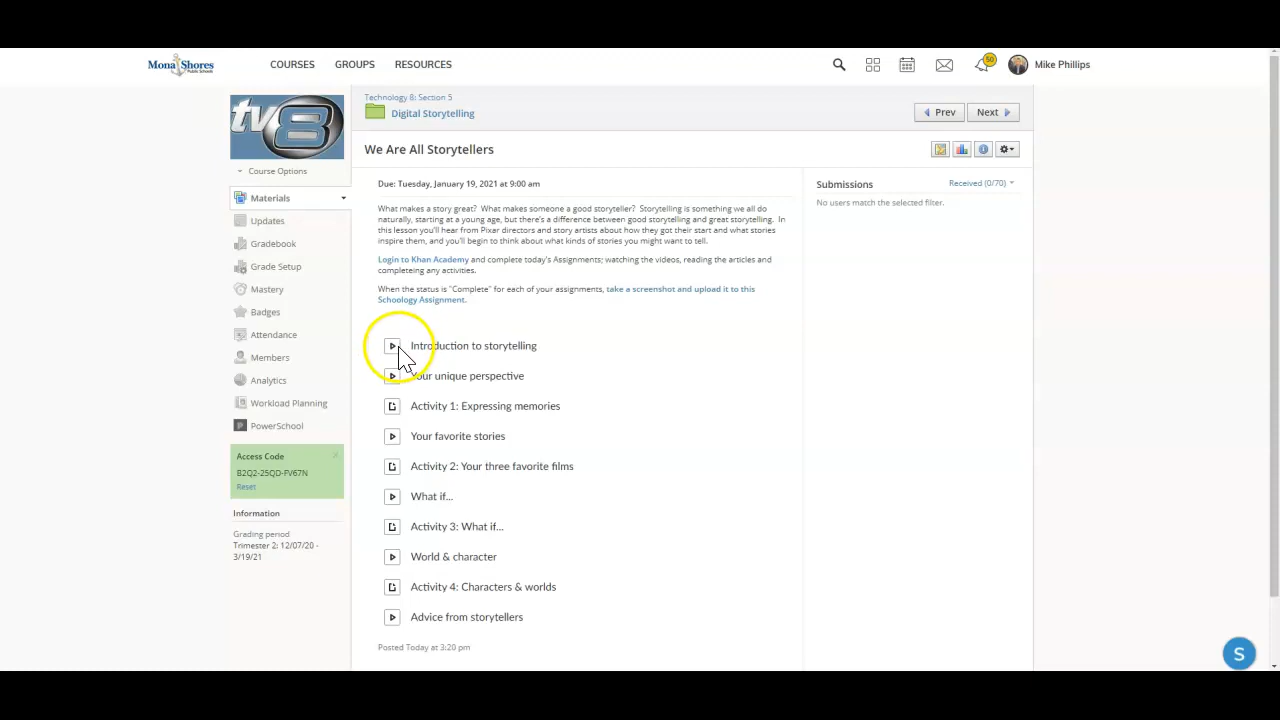 Mona Shores
Public Schools
COURSES
GROUPS
RESOURCES
50
Mike Phillips
tv8
Course Options
Materials
Updates
Gradebook
Grade Setup
Mastery
Badges
Attendance
Members
Analytics
Workload Planning
PowerSchool
Access Code
B2Q2-25QD-FV67N
Reset
Information
Grading period
Trimester 2: 12/07/20 -
3/19/21
Technology 8: Section 5
Digital Storytelling
Prev
Next
We Are All Storytellers
Due: Tuesday, January 19, 2021 at 9:00 am
What makes a story great? What makes someone a good storyteller? Storytelling is something we all do
naturally, starting at a young age, but there's a difference between good storytelling and great storytelling. In
this lesson you'll hear from Pixar directors and story artists about how they got their start and what stories
inspire them, and you'll begin to think about what kinds of stories you might want to tell.
Login to Khan Academy and complete today's Assignments; watching the videos, reading the articles and
completeing any activities.
When the status is "Complete" for each of your assignments, take a screenshot and upload it to this
Schoology Assignment.
Introduction to storytelling
Your unique perspective
Activity 1: Expressing memories
Your favorite stories
Activity 2: Your three favorite films
What if...
Activity 3: What if...
World & character
Activity 4: Characters & worlds
Advice from storytellers
Posted Today at 3:20 pm
Submissions
Received (0/70)
No users match the selected filter.
S